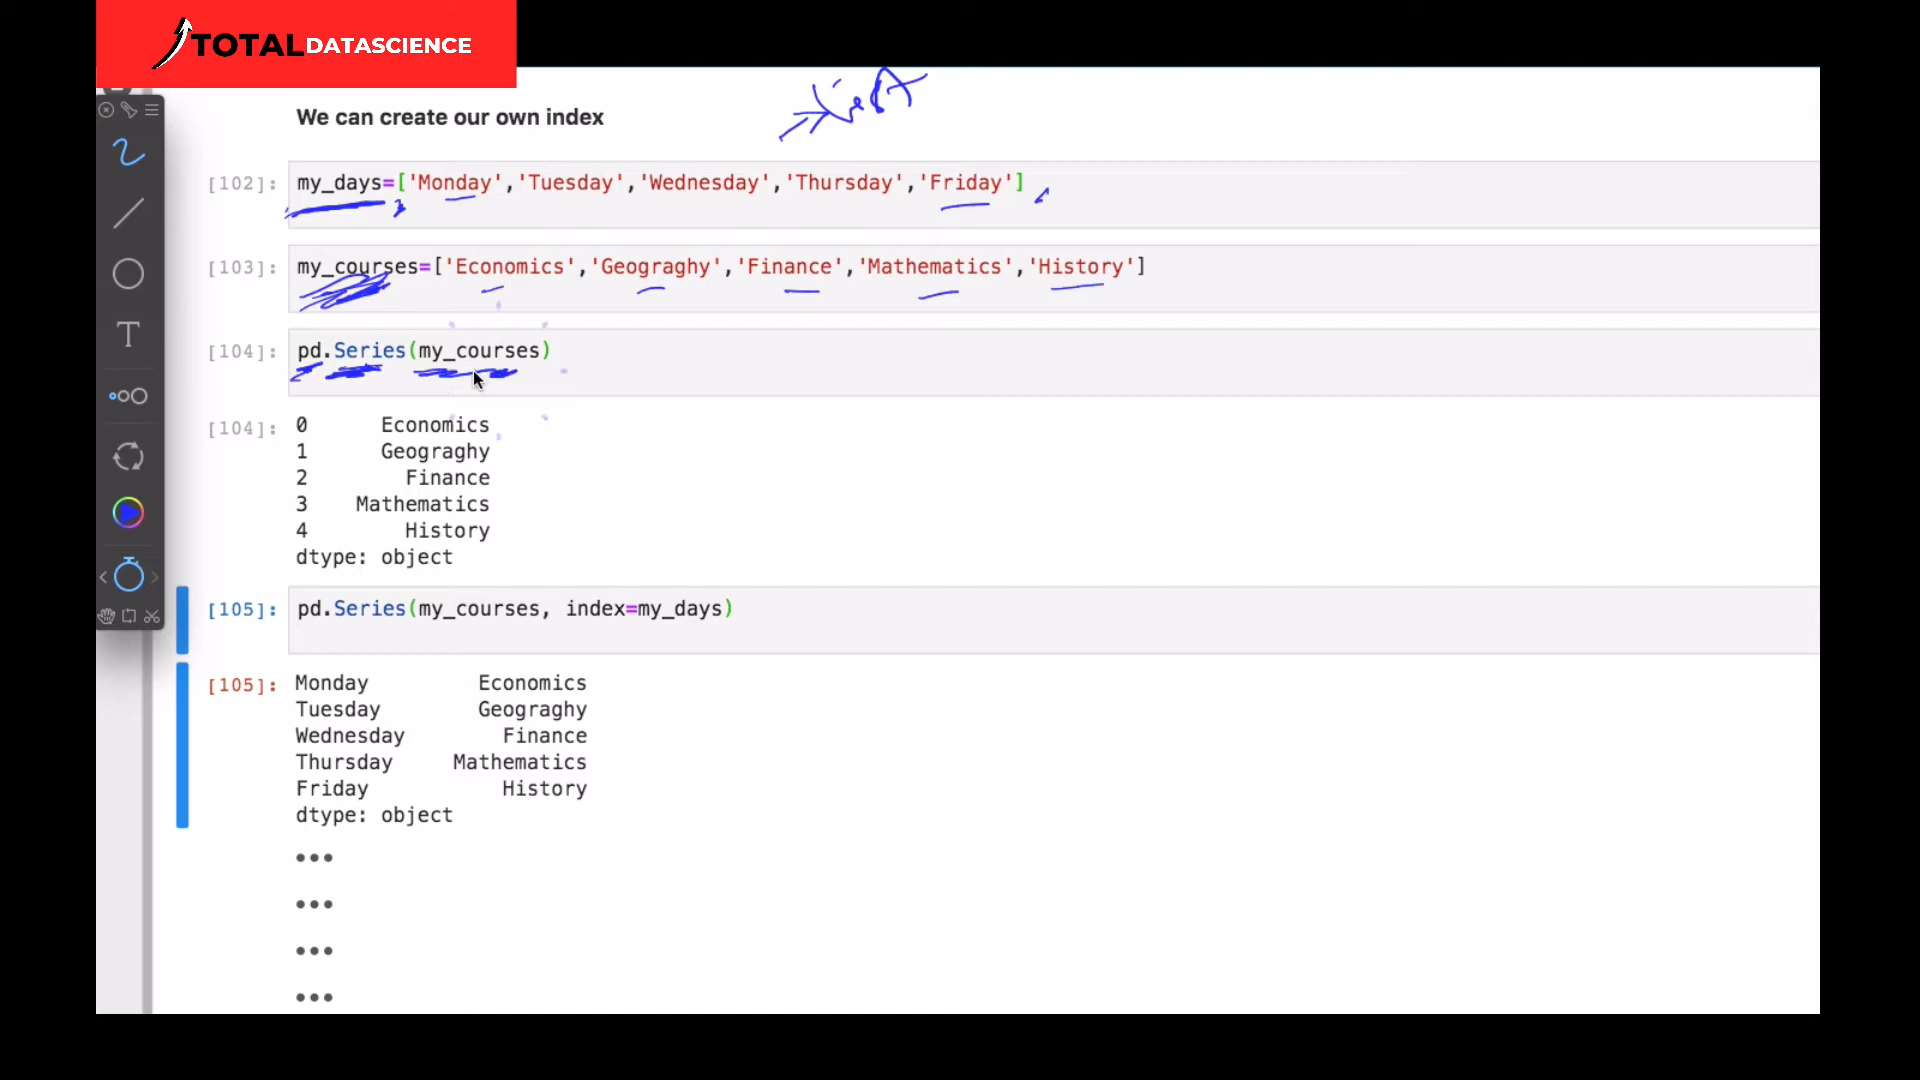 TOTALDATASCIENCE
We can create our own index
[102]: my_days=['Monday','Tuesday','Wednesday','Thursday','Friday']
[103]: my_courses=['Economics','Geograghy','Finance','Mathematics','History']
[104]: pd.Series(my_courses)
[104]: 0 Economics
1 Geograghy
2 Finance
3 Mathematics
4 History
dtype: object
[105]: pd.Series(my_courses, index=my_days)
[105]: Monday Economics
Tuesday Geograghy
Wednesday Finance
Thursday Mathematics
Friday History
dtype: object
•••
•••
•••
•••